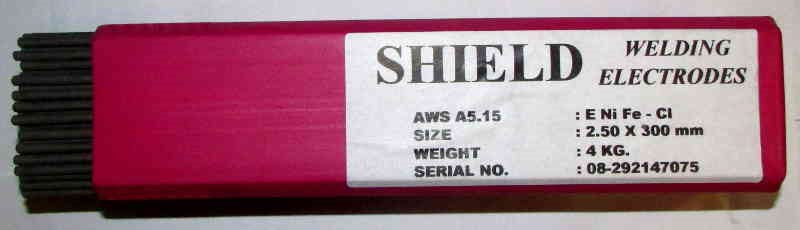 SHIELD WELDING
ELECTRODES
AWS A5.15 : E Ni Fe - CI
SIZE : 2.50 X 300 mm
WEIGHT : 4 KG.
SERIAL NO. : 08-292147075